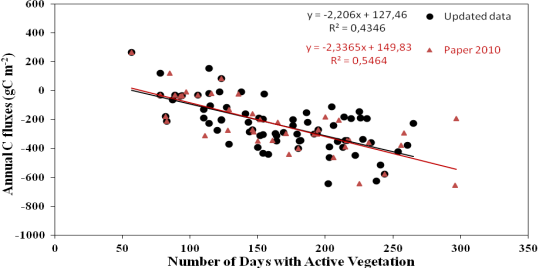 600
400
200
0
-200
-400
-600
-800
-1000
Annual C fluxes (gC m-2)
y = -2,206x + 127,46
R² = 0,4346
Updated data
y = -2,3365x + 149,83
R² = 0,5464
Paper 2010
0 50 100 150 200 250 300 350
Number of Days with Active Vegetation